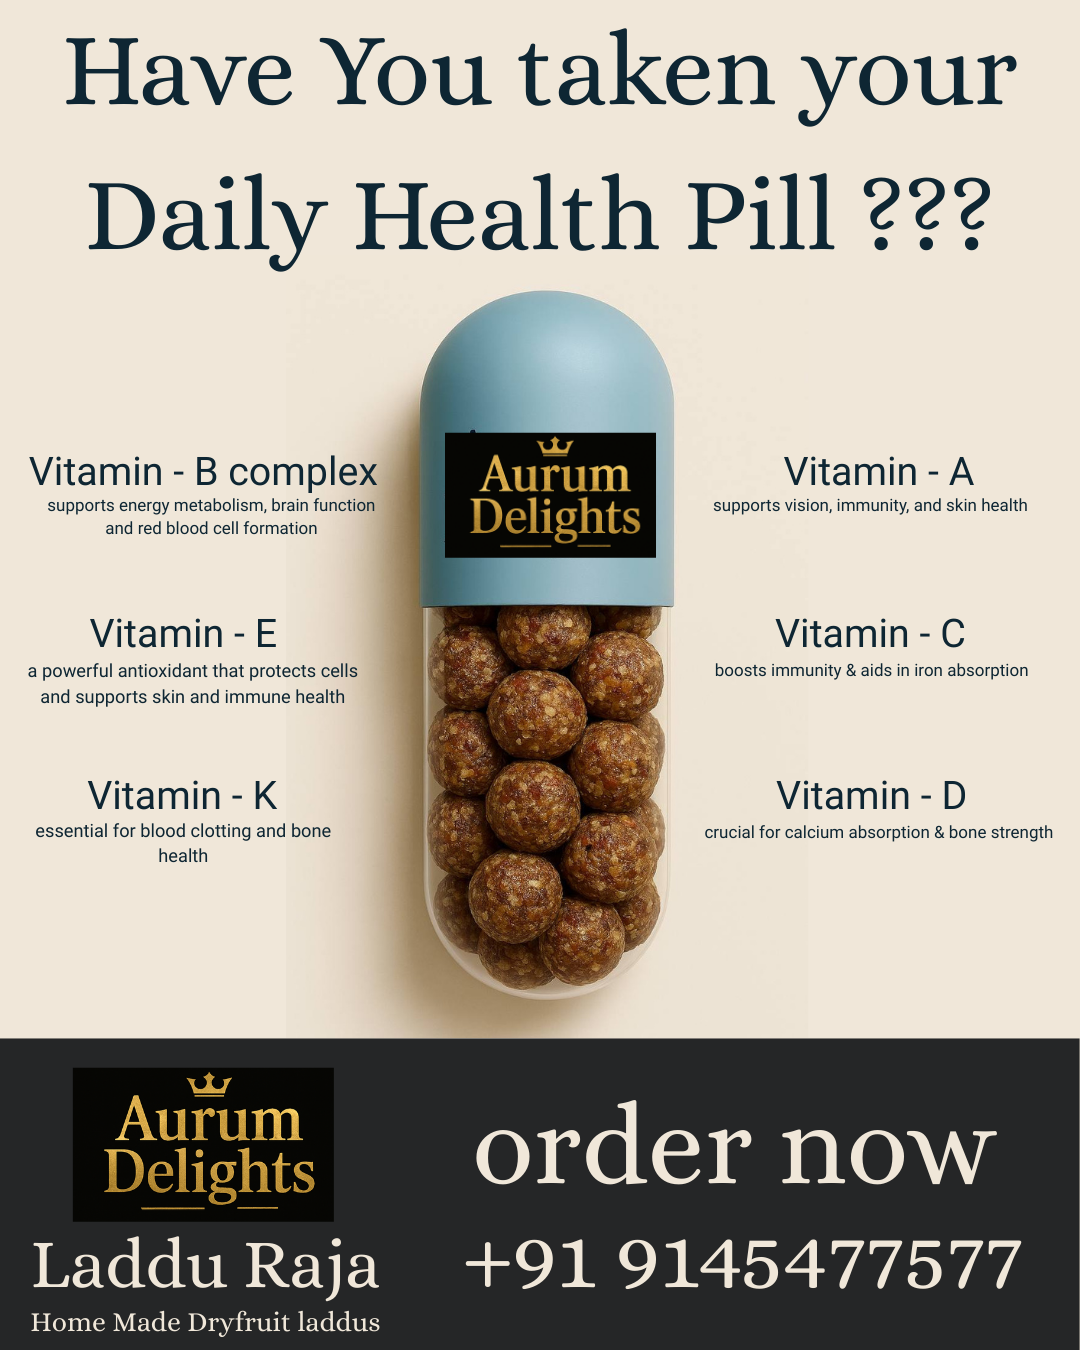 Have You taken your
Daily Health Pill ???
Aurum
Delights
Vitamin - B complex
supports energy metabolism, brain function
and red blood cell formation
Vitamin - A
supports vision, immunity, and skin health
Vitamin - E
a powerful antioxidant that protects cells
and supports skin and immune health
Vitamin - C
boosts immunity & aids in iron absorption
Vitamin - K
essential for blood clotting and bone
health
Vitamin - D
crucial for calcium absorption & bone strength
Aurum
Delights
Laddu Raja
Home Made Dryfruit laddus
order now
+91 9145477577